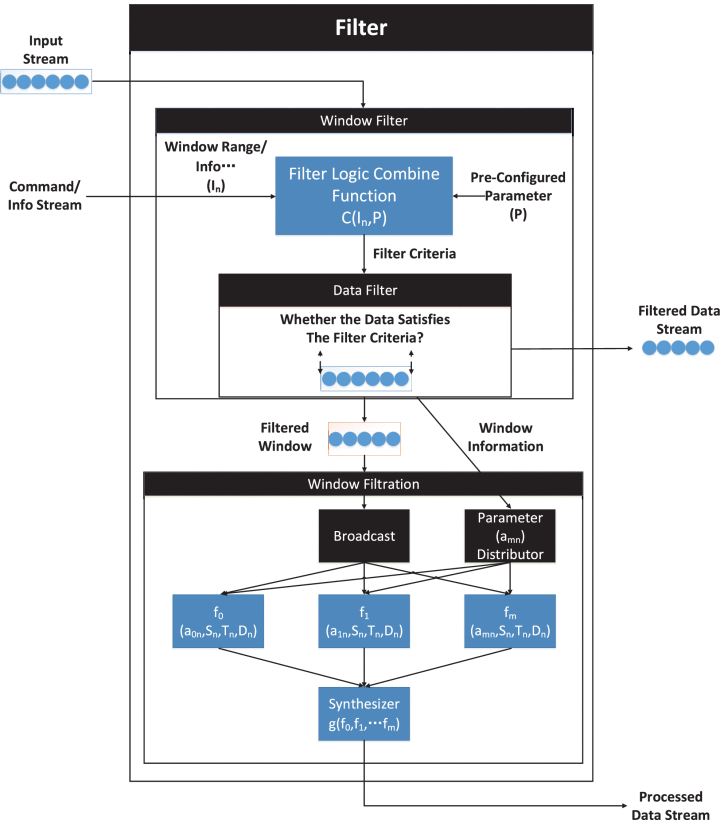 Filter
Input
Stream
Window Filter
Window Range/
Info⋯
(Iₙ)
Filter Logic Combine
Function
C(Iₙ,P)
Pre-Configured
Parameter
(P)
Command/
Info Stream
Filter Criteria
Data Filter
Whether the Data Satisfies
The Filter Criteria?
Filtered Data
Stream
Filtered
Window
Window
Information
Window Filtration
Broadcast
Parameter
(aₘₙ)
Distributor
f₀
(a₀ₙ,Sₙ,Tₙ,Dₙ)
f₁
(a₁ₙ,Sₙ,Tₙ,Dₙ)
fₘ
(aₘₙ,Sₙ,Tₙ,Dₙ)
Synthesizer
g(f₀,f₁,⋯fₘ)
Processed
Data Stream